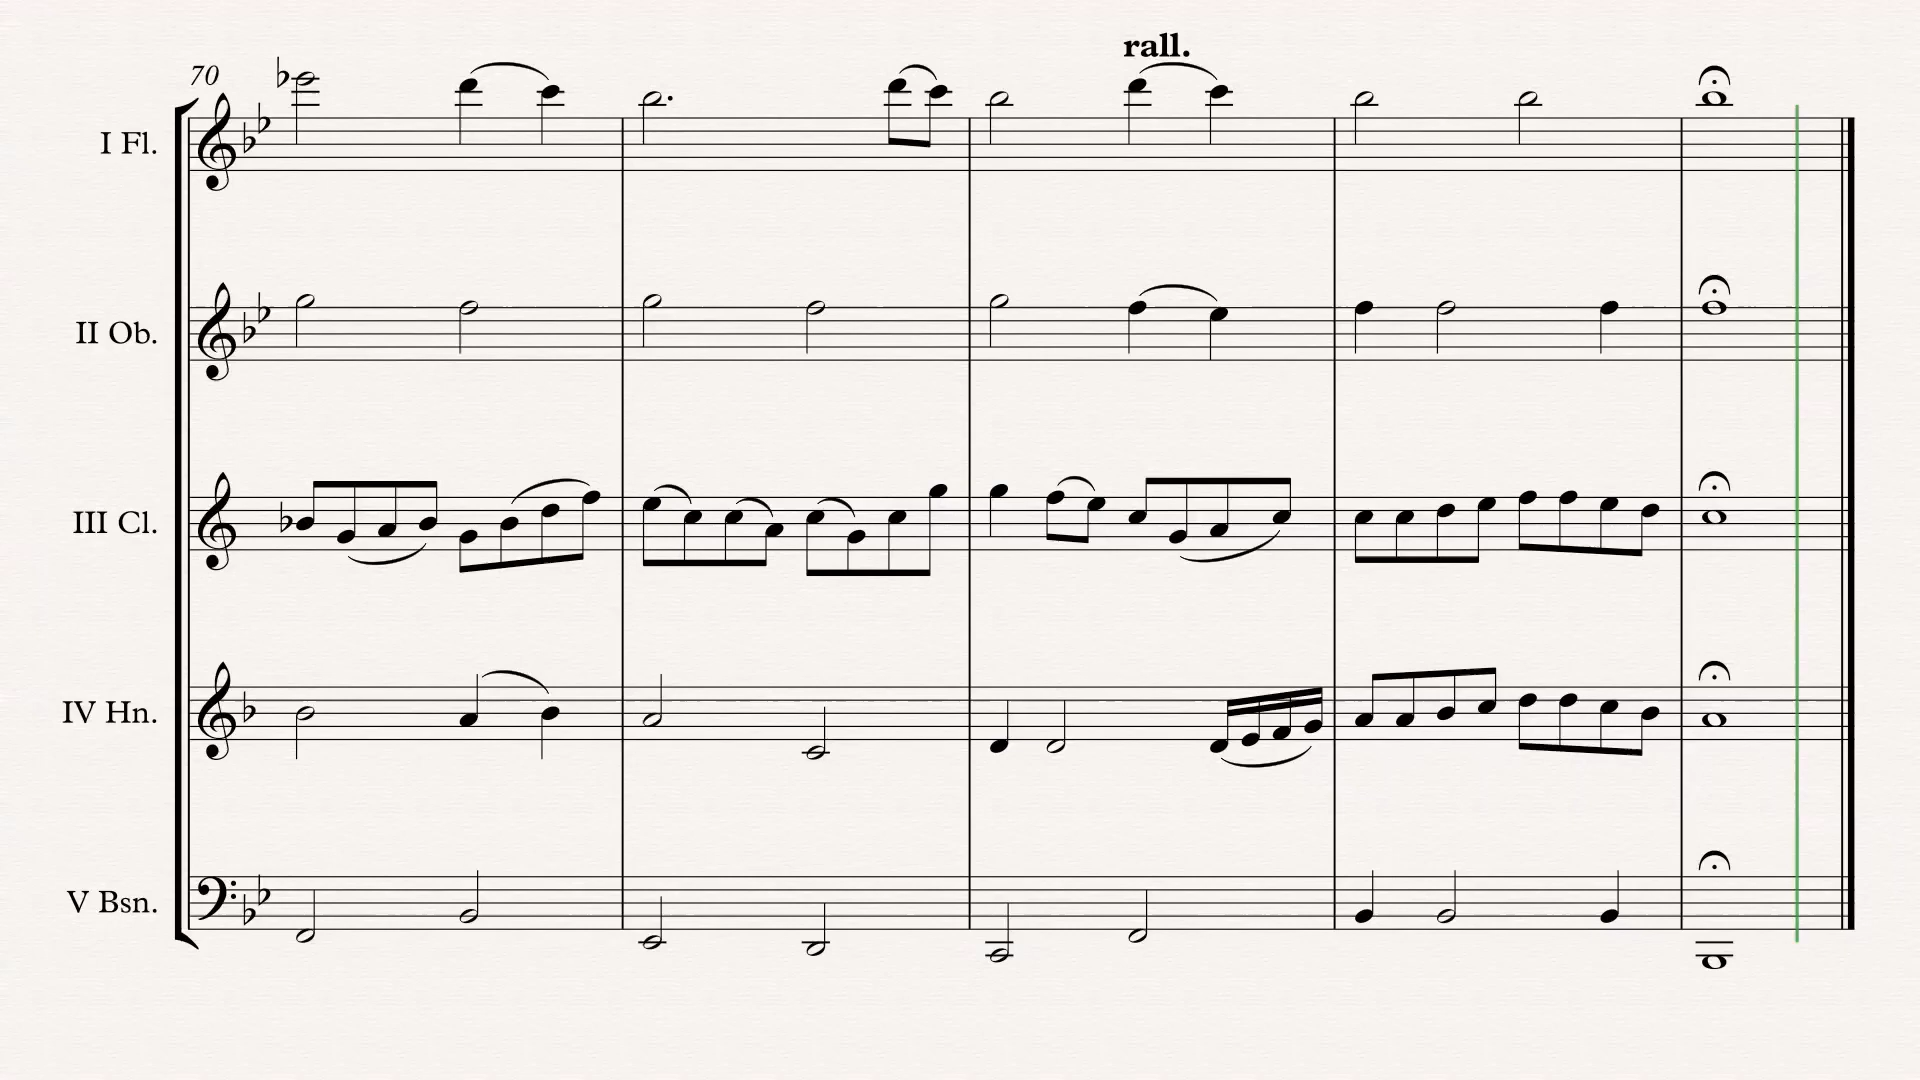 rall.
70
I Fl.
II Ob.
III Cl.
IV Hn.
V Bsn.